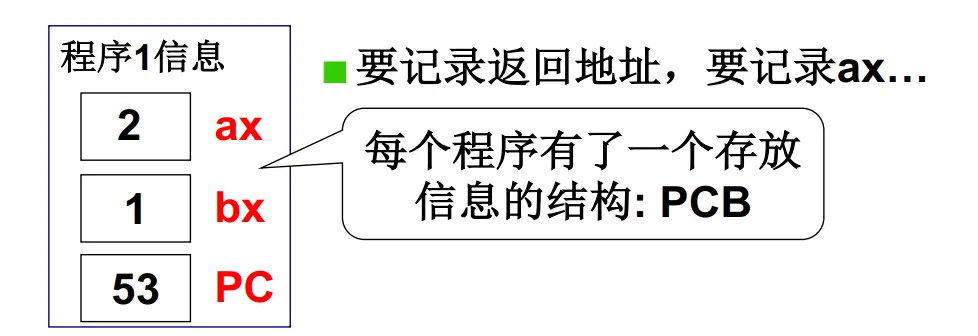 程序1信息
2 ax
1 bx
53 PC
要记录返回地址，要记录ax…
每个程序有了一个存放
信息的结构: PCB